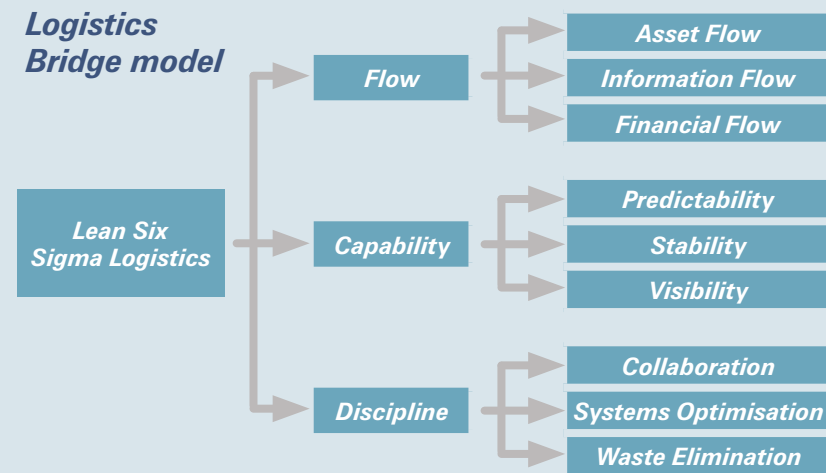 Logistics
Bridge model
Lean Six
Sigma Logistics
Flow
Asset Flow
Information Flow
Financial Flow
Capability
Predictability
Stability
Visibility
Discipline
Collaboration
Systems Optimisation
Waste Elimination